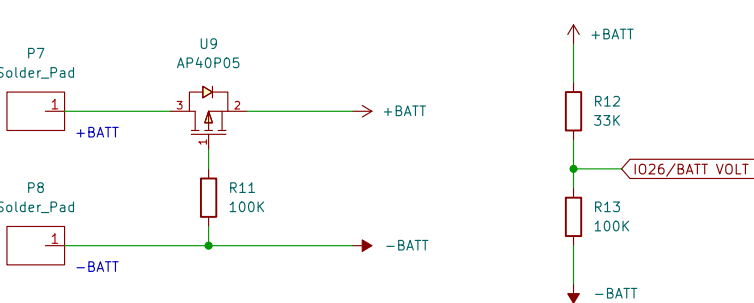 U9
AP40P05
P7
Solder_Pad
1
+BATT
3
2
1
+BATT
R11
100K
P8
Solder_Pad
1
-BATT
-BATT
+BATT
R12
33K
IO26/BATT VOLT
R13
100K
-BATT